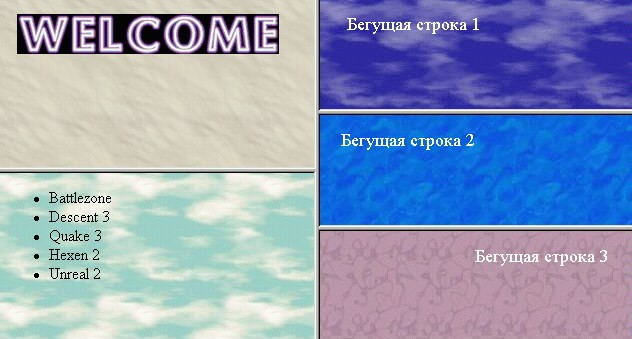 WELCOME
Battlezone
Descent 3
Quake 3
Hexen 2
Unreal 2
Бегущая строка 1
Бегущая строка 2
Бегущая строка 3